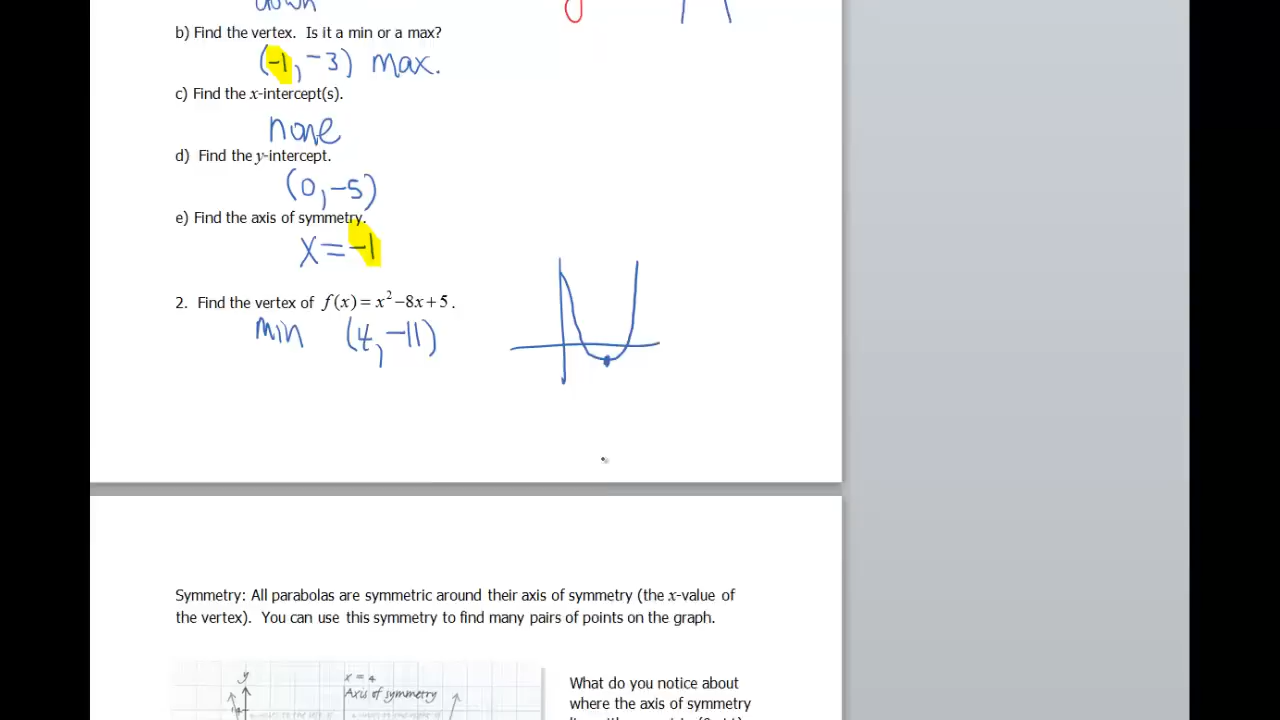 down
b) Find the vertex. Is it a min or a max?
(-1, -3) max.
c) Find the x-intercept(s).
none
d) Find the y-intercept.
(0, -5)
e) Find the axis of symmetry.
x = -1
2. Find the vertex of f(x) = x² - 8x + 5.
min (4, -11)
Symmetry: All parabolas are symmetric around their axis of symmetry (the x-value of
the vertex). You can use this symmetry to find many pairs of points on the graph.
y
x = 4
Axis of symmetry
What do you notice about
where the axis of symmetry